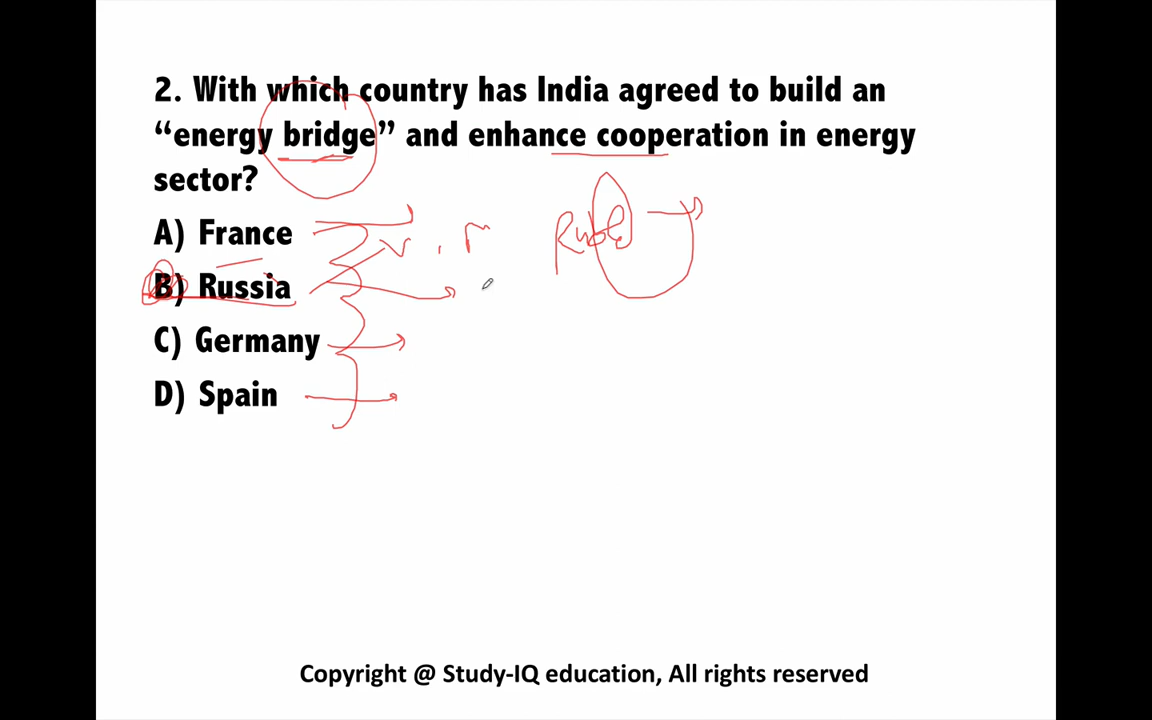 2. With which country has India agreed to build an
“energy bridge” and enhance cooperation in energy
sector?
A) France
B) Russia
C) Germany
D) Spain
Copyright @ Study-IQ education, All rights reserved